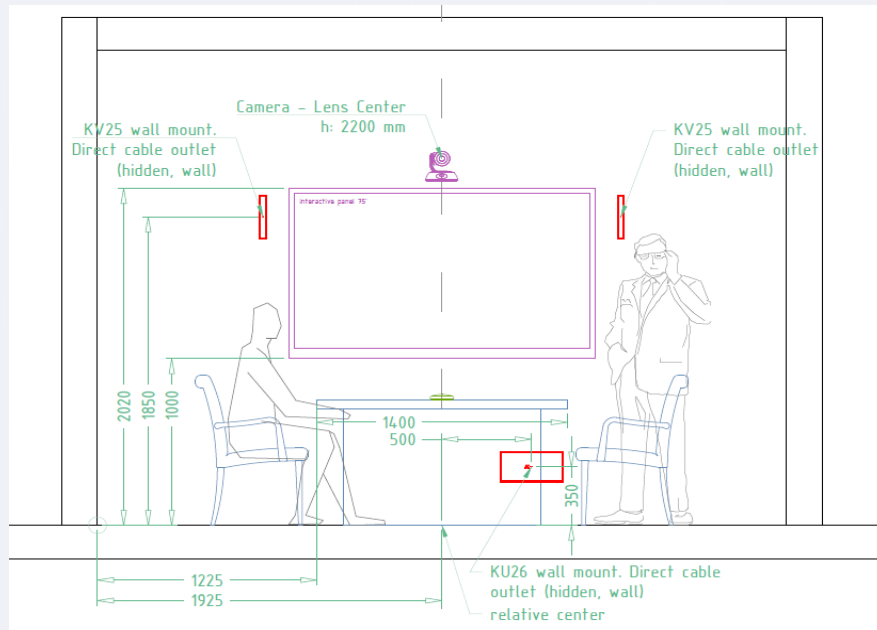 Camera - Lens Center
h: 2200 mm
KV25 wall mount.
Direct cable outlet
(hidden, wall)
KV25 wall mount.
Direct cable outlet
(hidden, wall)
interactive panel 75"
2020
1850
1000
1400
500
350
1225
1925
KU26 wall mount. Direct cable
outlet (hidden, wall)
relative center